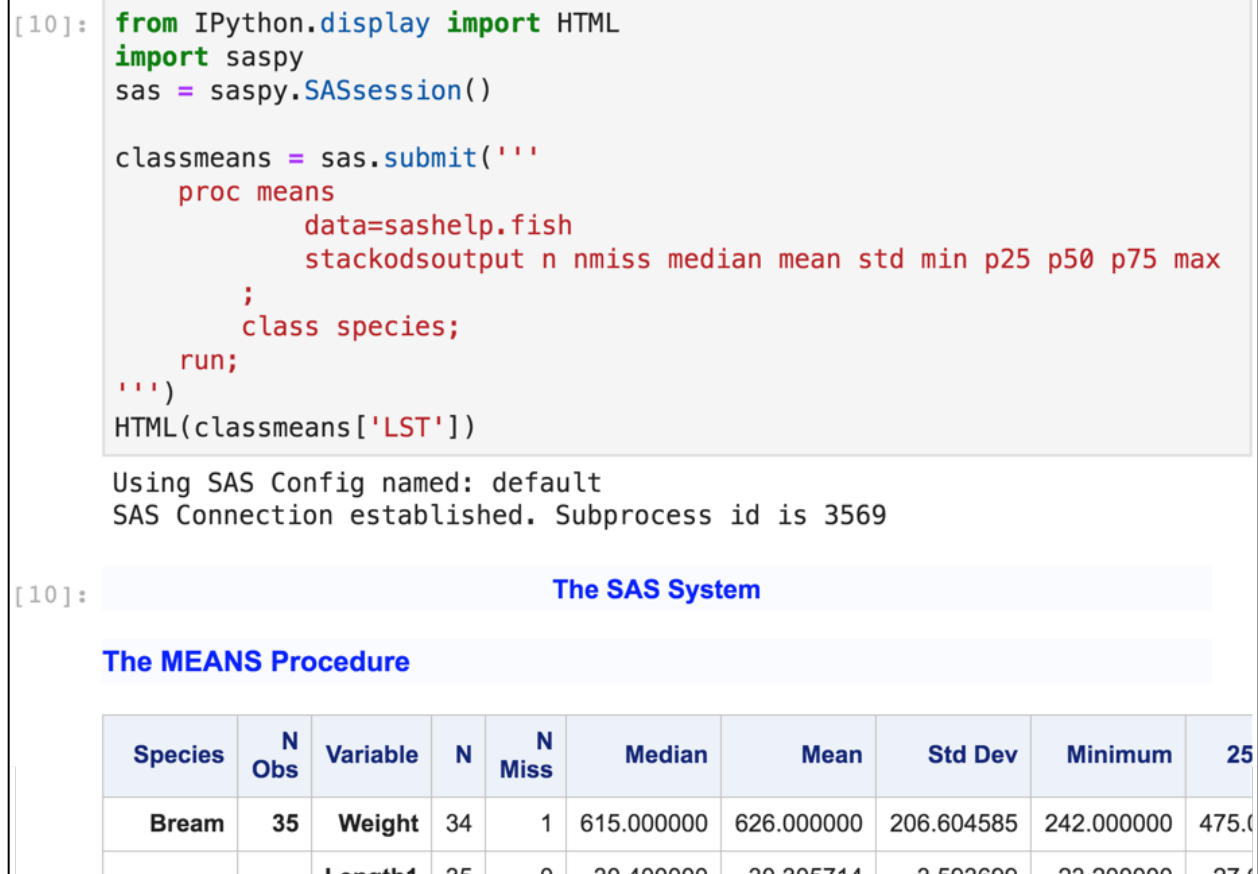 [10]: from IPython.display import HTML
import saspy
sas = saspy.SASsession()
classmeans = sas.submit('''
proc means
data=sashelp.fish
stackodsoutput n nmiss median mean std min p25 p50 p75 max
;
class species;
run;
''')
HTML(classmeans['LST'])
Using SAS Config named: default
SAS Connection established. Subprocess id is 3569
[10]: The SAS System
The MEANS Procedure
Species N Obs Variable N N Miss Median Mean Std Dev Minimum 25
Bream 35 Weight 34 1 615.000000 626.000000 206.604585 242.000000 475.0